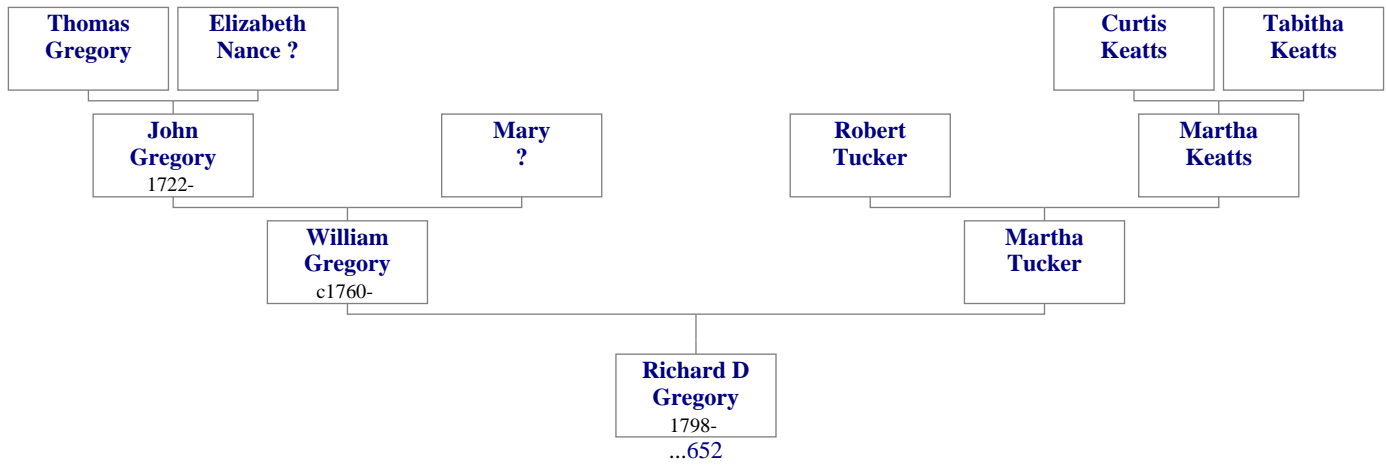 Thomas
Gregory
Elizabeth
Nance ?
Curtis
Keatts
Tabitha
Keatts
John
Gregory
1722-
Mary
?
Robert
Tucker
Martha
Keatts
William
Gregory
c1760-
Martha
Tucker
Richard D
Gregory
1798-
...652